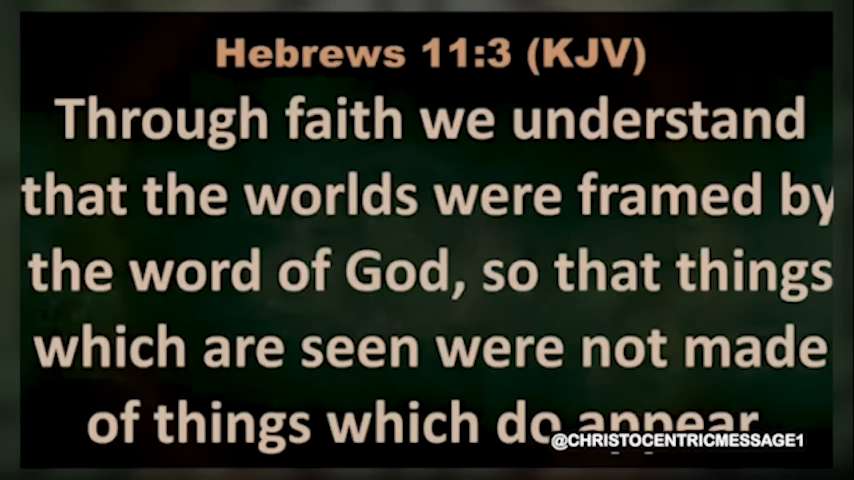 Hebrews 11:3 (KJV)
Through faith we understand
that the worlds were framed by
the word of God, so that things
which are seen were not made
of things which do appear
@CHRISTOCENTRICMESSAGE1